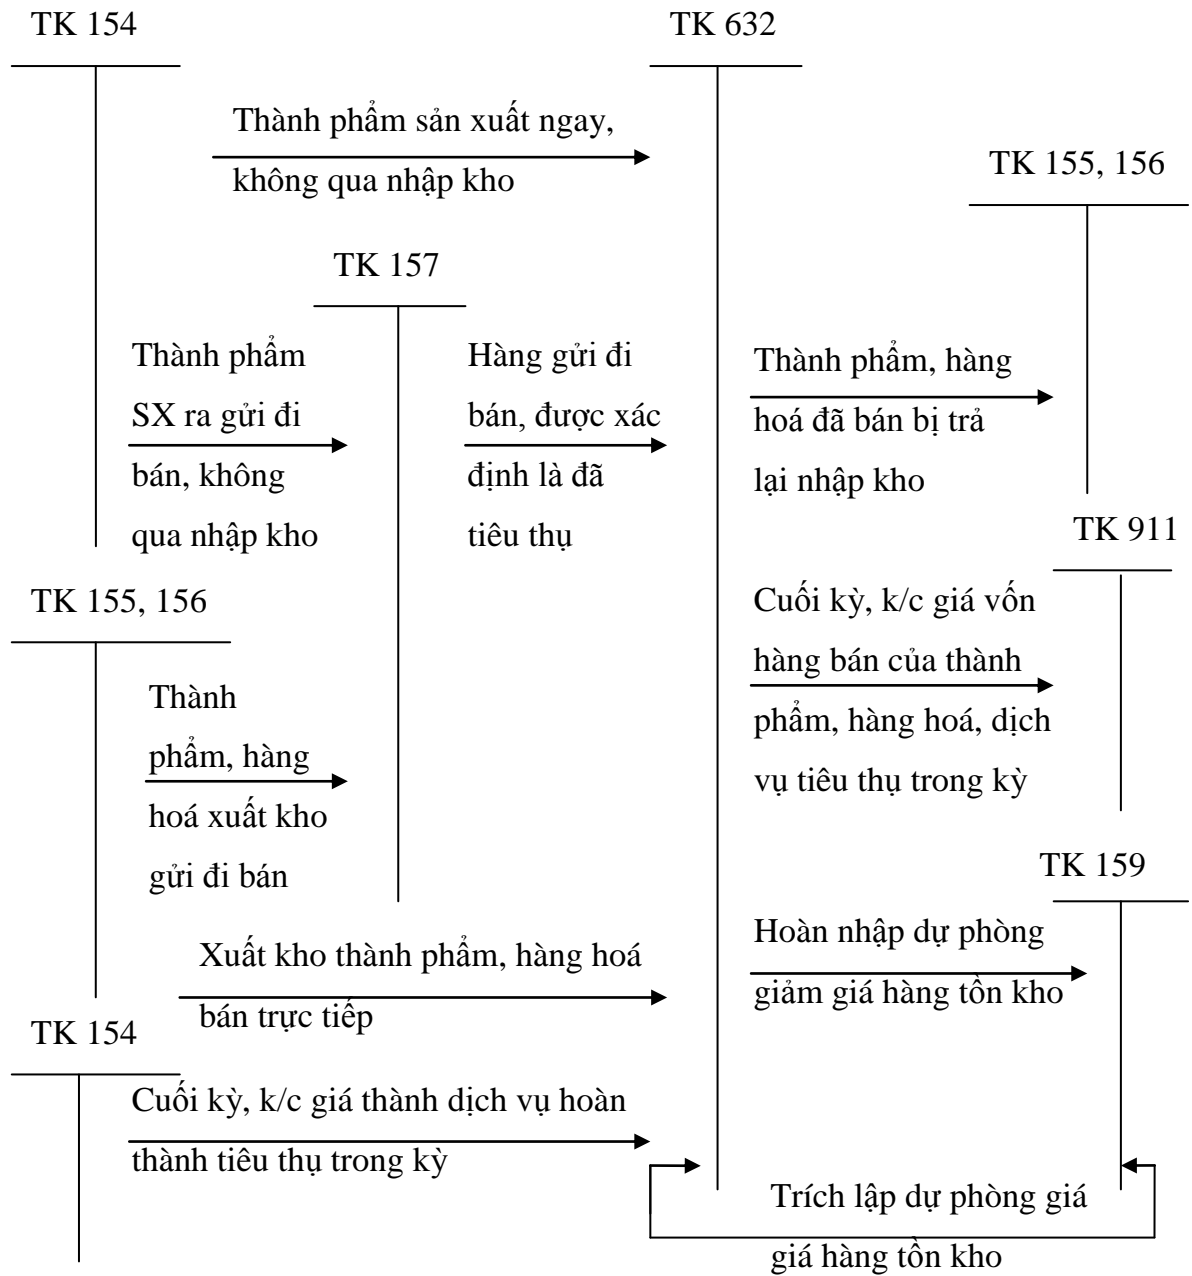 TK 154
TK 632
Thành phẩm sản xuất ngay,
không qua nhập kho
TK 155, 156
TK 157
Thành phẩm
SX ra gửi đi
bán, không
qua nhập kho
Hàng gửi đi
bán, được xác
định là đã
tiêu thụ
Thành phẩm, hàng
hoá đã bán bị trả
lại nhập kho
TK 911
TK 155, 156
Cuối kỳ, k/c giá vốn
hàng bán của thành
phẩm, hàng hoá, dịch
vụ tiêu thụ trong kỳ
Thành
phẩm, hàng
hoá xuất kho
gửi đi bán
TK 159
Hoàn nhập dự phòng
giảm giá hàng tồn kho
Xuất kho thành phẩm, hàng hoá
bán trực tiếp
TK 154
Cuối kỳ, k/c giá thành dịch vụ hoàn
thành tiêu thụ trong kỳ
Trích lập dự phòng giá
giá hàng tồn kho